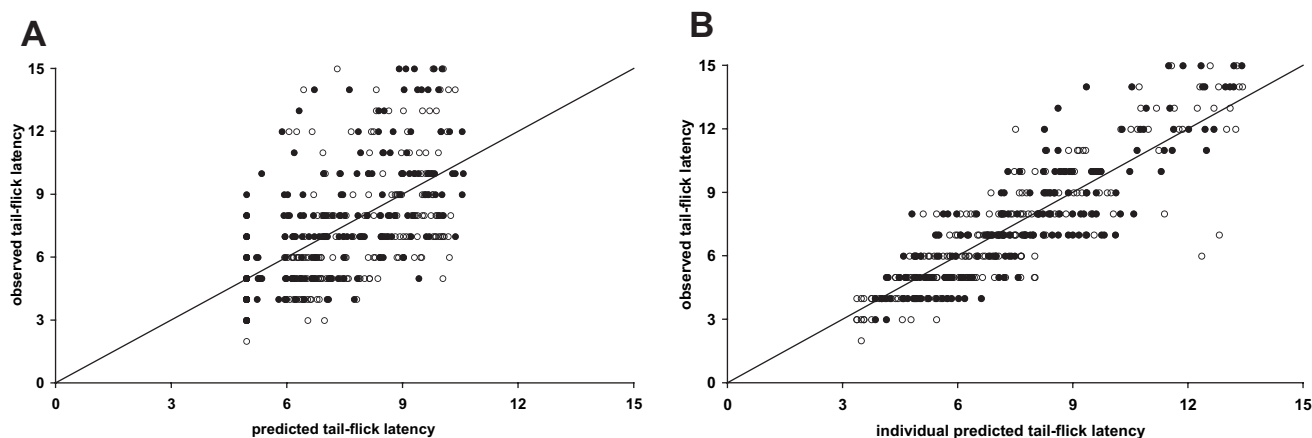 A
observed tail-flick latency
15
12
9
6
3
0
0 3 6 9 12 15
predicted tail-flick latency
B
observed tail-flick latency
15
12
9
6
3
0
0 3 6 9 12 15
individual predicted tail-flick latency